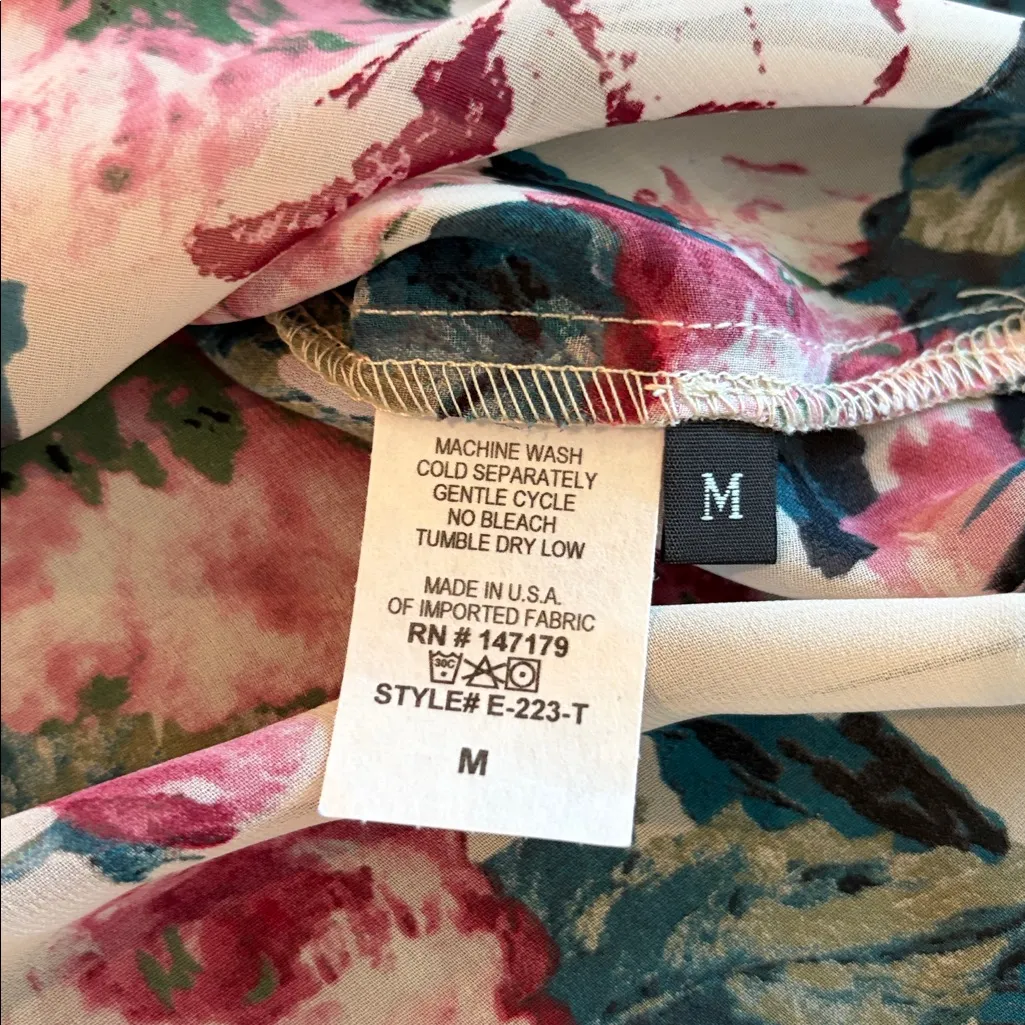 MACHINE WASH
COLD SEPARATELY
GENTLE CYCLE
NO BLEACH
TUMBLE DRY LOW
MADE IN U.S.A.
OF IMPORTED FABRIC
RN # 147179
30C
STYLE# E-223-T
M
M